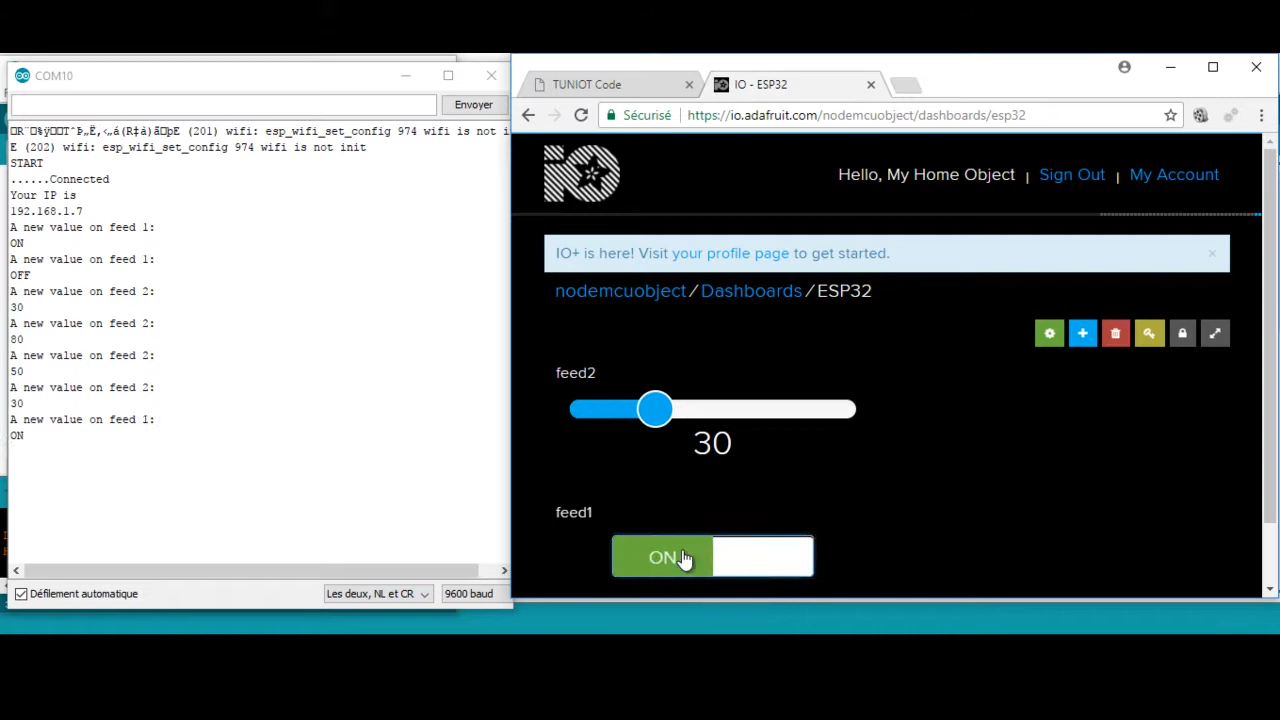 COM10
Envoyer
E (201) wifi: esp_wifi_set_config 974 wifi is not i
E (202) wifi: esp_wifi_set_config 974 wifi is not init
START
......Connected
Your IP is
192.168.1.7
A new value on feed 1:
ON
A new value on feed 1:
OFF
A new value on feed 2:
30
A new value on feed 2:
80
A new value on feed 2:
50
A new value on feed 2:
30
A new value on feed 1:
ON
Défilement automatique
Les deux, NL et CR
9600 baud
TUNIOT Code
IO - ESP32
Sécurisé
https://io.adafruit.com/nodemcuobject/dashboards/esp32
io
Hello, My Home Object | Sign Out | My Account
IO+ is here! Visit your profile page to get started.
nodemcuobject / Dashboards / ESP32
feed2
30
feed1
ON